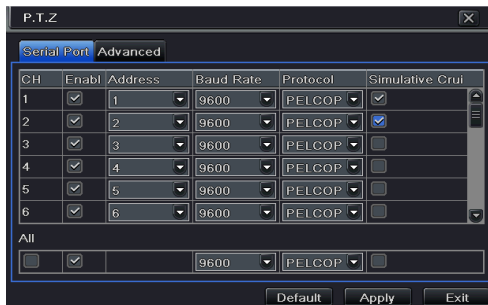 P.T.Z
Serial Port Advanced
CH Enabl Address Baud Rate Protocol Simulative Crui
1 1 9600 PELCOP
2 2 9600 PELCOP
3 3 9600 PELCOP
4 4 9600 PELCOP
5 5 9600 PELCOP
6 6 9600 PELCOP
All
9600 PELCOP
Default Apply Exit